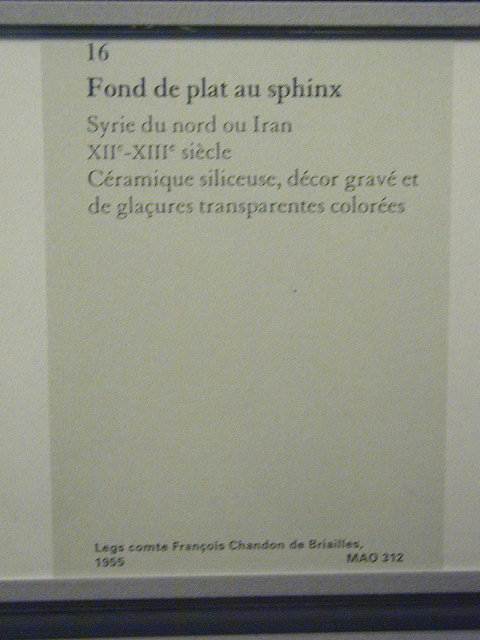 16
Fond de plat au sphinx
Syrie du nord ou Iran
XIIᵉ-XIIIᵉ siècle
Céramique siliceuse, décor gravé et
de glaçures transparentes colorées
Legs comte François Chandon de Briailles,
1955 MAO 312